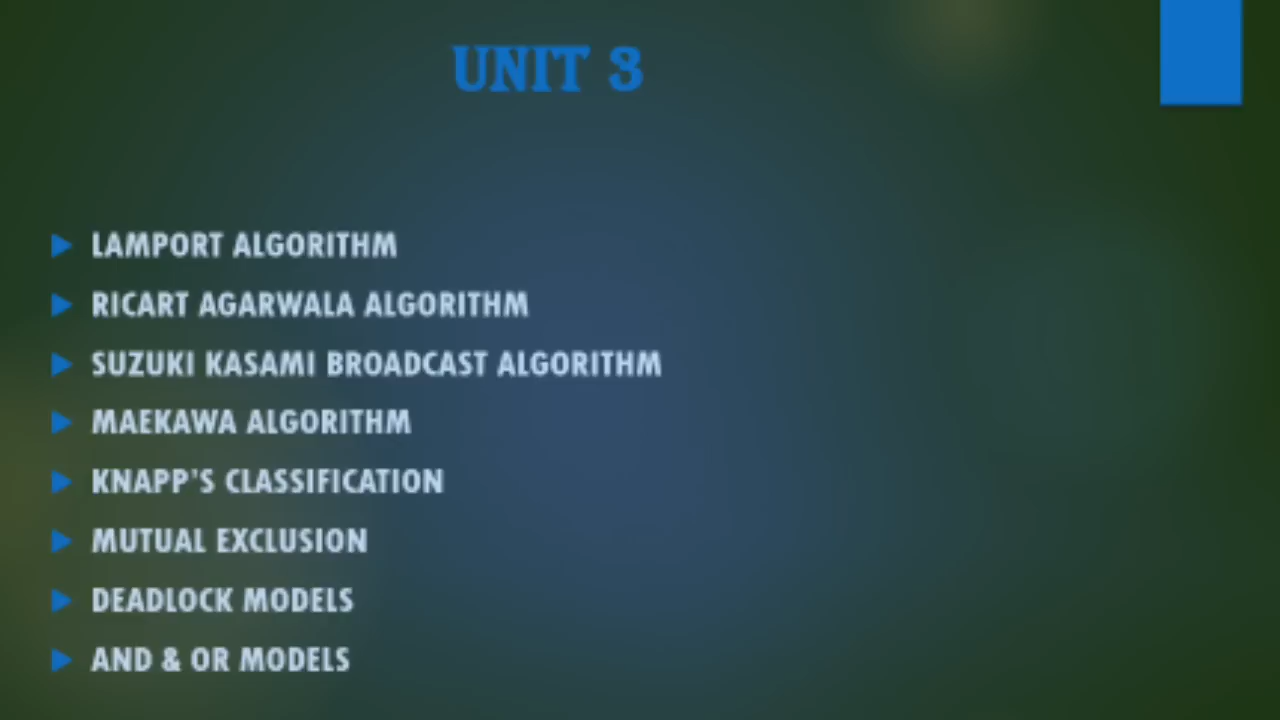 UNIT 3
LAMPORT ALGORITHM
RICART AGARWALA ALGORITHM
SUZUKI KASAMI BROADCAST ALGORITHM
MAEKAWA ALGORITHM
KNAPP'S CLASSIFICATION
MUTUAL EXCLUSION
DEADLOCK MODELS
AND & OR MODELS